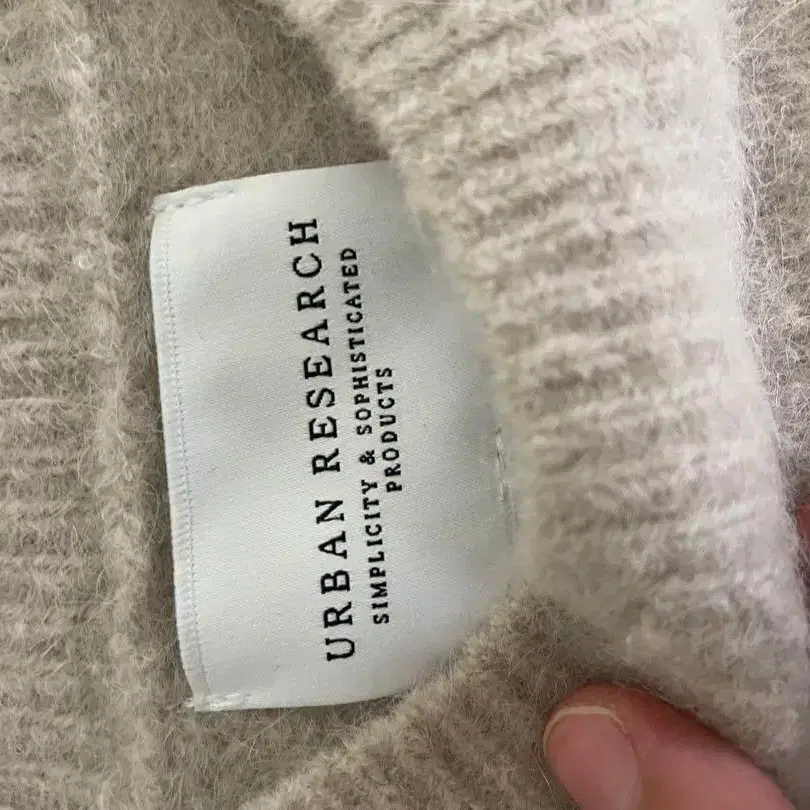 URBAN RESEARCH
SIMPLICITY & SOPHISTICATED
PRODUCTS